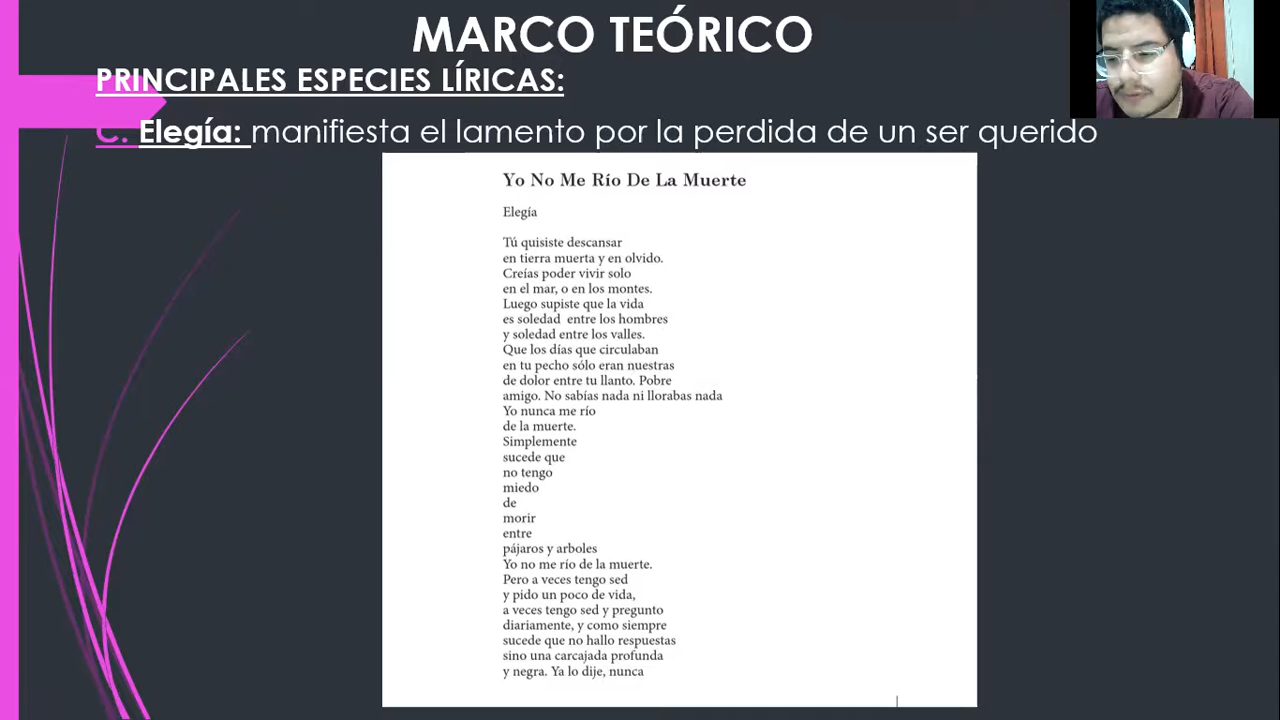 MARCO TEÓRICO
PRINCIPALES ESPECIES LÍRICAS:
C. Elegía: manifiesta el lamento por la perdida de un ser querido
Yo No Me Río De La Muerte
Elegía
Tú quisiste descansar
en tierra muerta y en olvido.
Creías poder vivir solo
en el mar, o en los montes.
Luego supiste que la vida
es soledad entre los hombres
y soledad entre los valles.
Que los días que circulaban
en tu pecho sólo eran nuestras
de dolor entre tu llanto. Pobre
amigo. No sabías nada ni llorabas nada
Yo nunca me río
de la muerte.
Simplemente
sucede que
no tengo
miedo
de
morir
entre
pájaros y arboles
Yo no me río de la muerte.
Pero a veces tengo sed
y pido un poco de vida,
a veces tengo sed y pregunto
diariamente, y como siempre
sucede que no hallo respuestas
sino una carcajada profunda
y negra. Ya lo dije, nunca